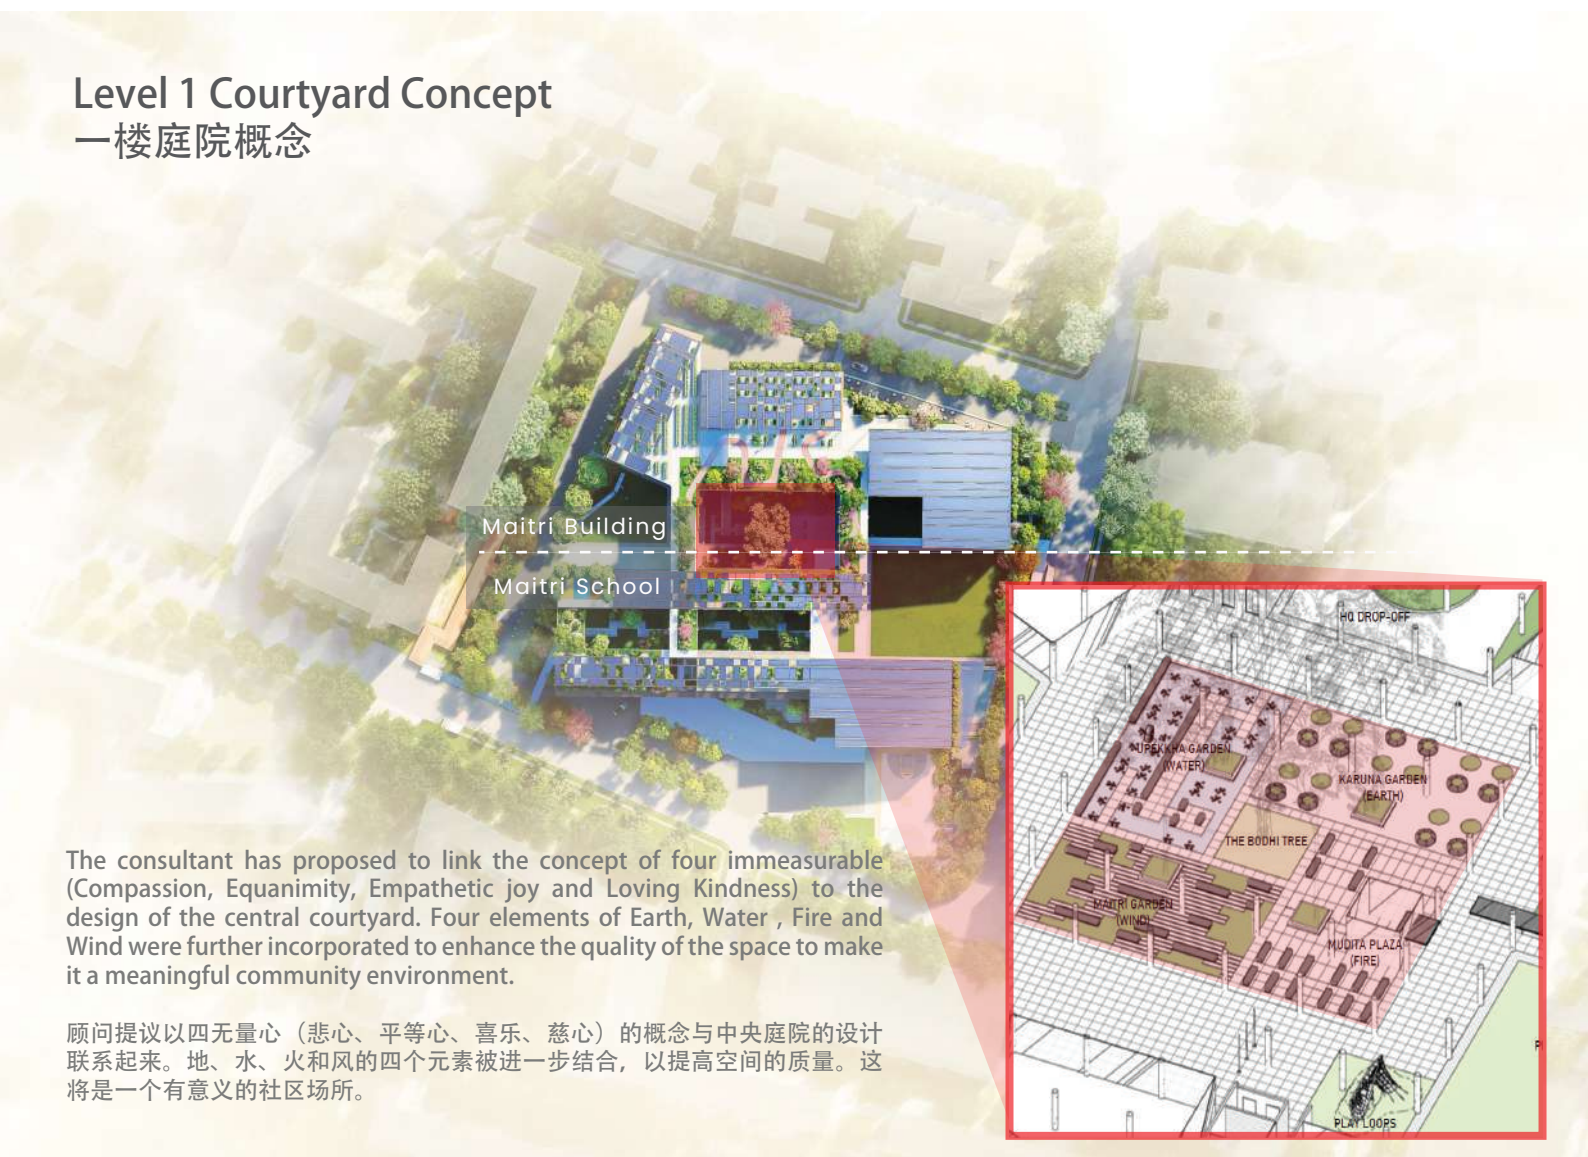 Level 1 Courtyard Concept
一楼庭院概念
Maitri Building
Maitri School
HQ DROP-OFF
UPEKKHA GARDEN
(WATER)
KARUNA GARDEN
(EARTH)
THE BODHI TREE
MAITRI GARDEN
(WIND)
MUDITA PLAZA
(FIRE)
PLAY LOOPS
The consultant has proposed to link the concept of four immeasurable
(Compassion, Equanimity, Empathetic joy and Loving Kindness) to the
design of the central courtyard. Four elements of Earth, Water , Fire and
Wind were further incorporated to enhance the quality of the space to make
it a meaningful community environment.
顾问提议以四无量心（悲心、平等心、喜乐、慈心）的概念与中央庭院的设计
联系起来。地、水、火和风的四个元素被进一步结合，以提高空间的质量。这
将是一个有意义的社区场所。